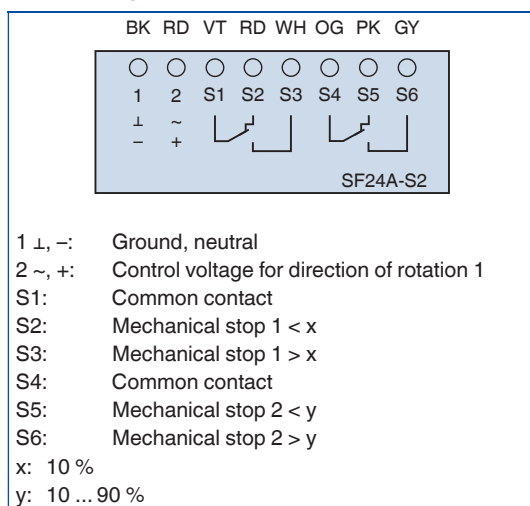 BK RD VT RD WH OG PK GY
1 2 S1 S2 S3 S4 S5 S6
⊥ ~
– +
SF24A-S2
1 ⊥, –: Ground, neutral
2 ~, +: Control voltage for direction of rotation 1
S1: Common contact
S2: Mechanical stop 1 < x
S3: Mechanical stop 1 > x
S4: Common contact
S5: Mechanical stop 2 < y
S6: Mechanical stop 2 > y
x: 10 %
y: 10 ... 90 %